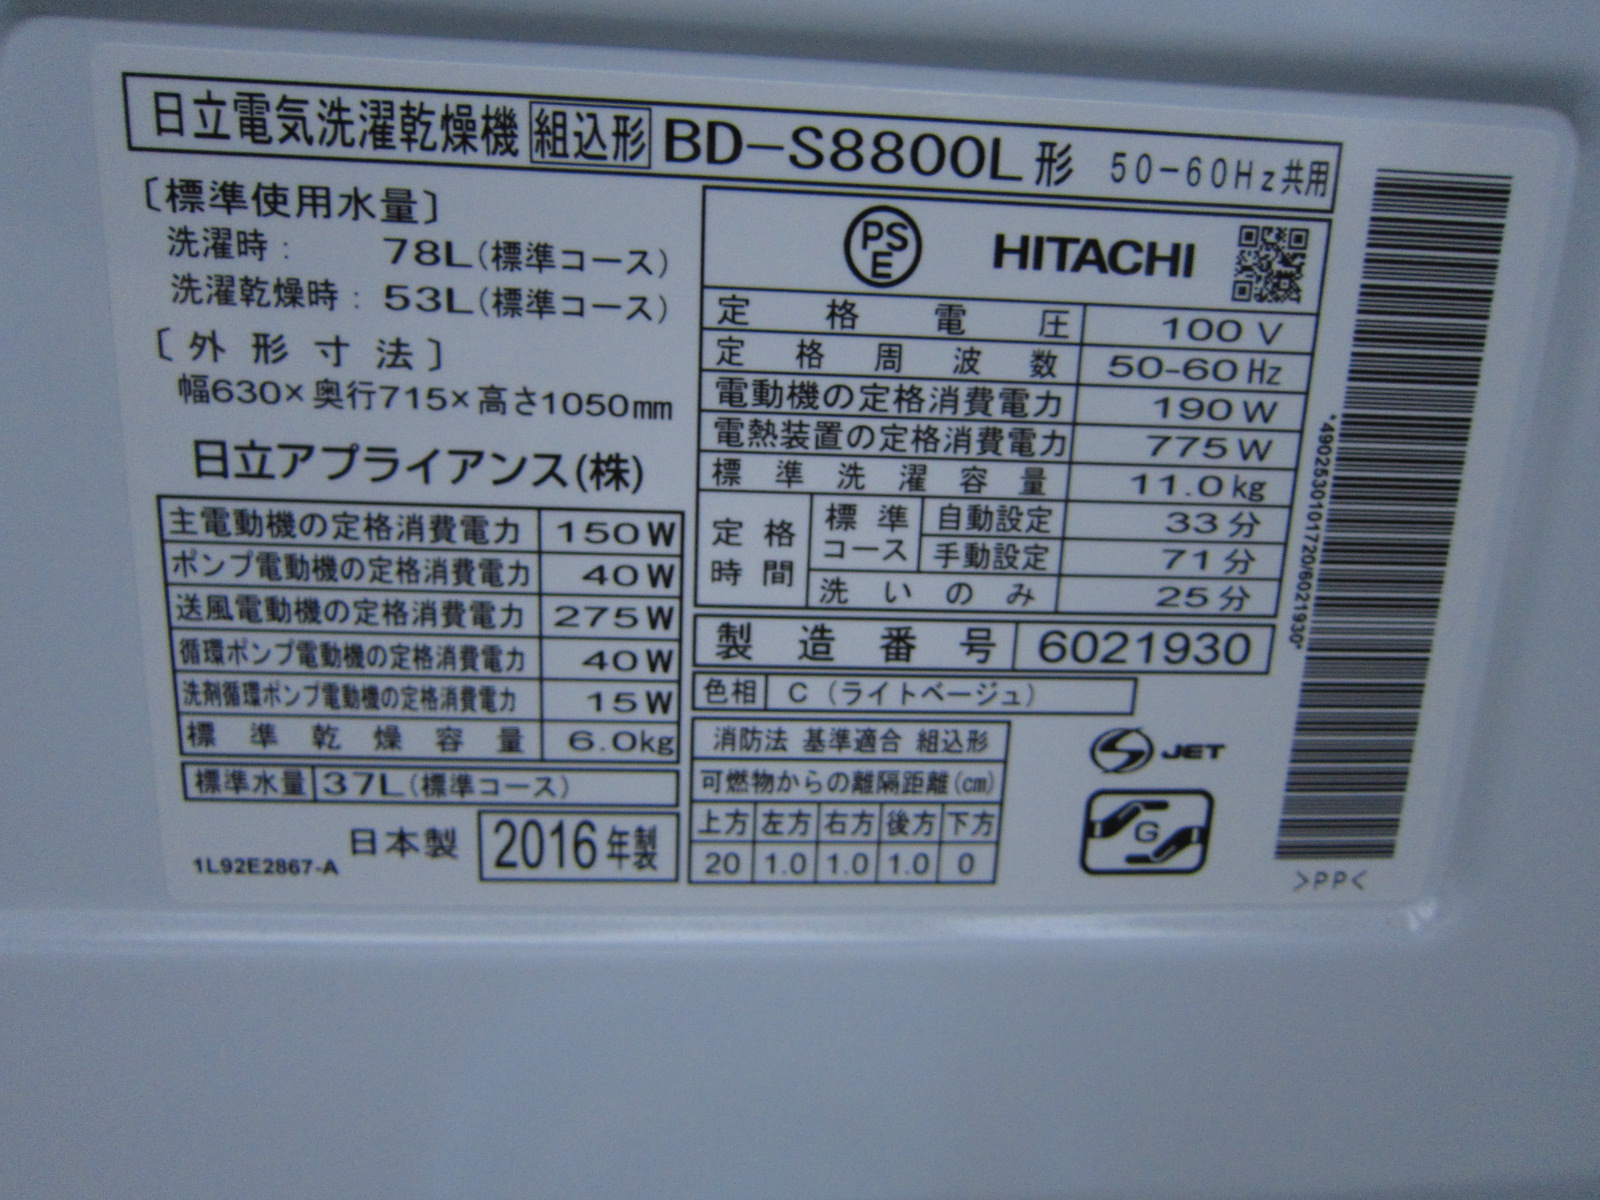 日立電気洗濯乾燥機 組込形 BD-S8800L形 50-60Hz共用
〔標準使用水量〕
洗濯時: 78L(標準コース)
洗濯乾燥時: 53L(標準コース)
〔外形寸法〕
幅630×奥行715×高さ1050mm
日立アプライアンス(株)
主電動機の定格消費電力 150W
ポンプ電動機の定格消費電力 40W
送風電動機の定格消費電力 275W
循環ポンプ電動機の定格消費電力 40W
洗剤循環ポンプ電動機の定格消費電力 15W
標準乾燥容量 6.0kg
標準水量 37L(標準コース)
日本製 2016年製
1L92E2867-A
PSE HITACHI
定格電圧 100V
定格周波数 50-60Hz
電動機の定格消費電力 190W
電熱装置の定格消費電力 775W
標準洗濯容量 11.0kg
定格時間 標準コース 自動設定 33分
手動設定 71分
洗いのみ 25分
製造番号 6021930
色相 C(ライトベージュ)
消防法 基準適合 組込形
可燃物からの離隔距離(cm)
上方 左方 右方 後方 下方
20 1.0 1.0 1.0 0
S JET
G
*4902530101720/6021930*
>PP<